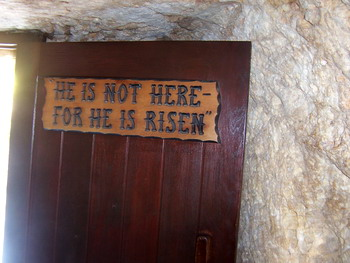 "HE IS NOT HERE-
FOR HE IS RISEN"